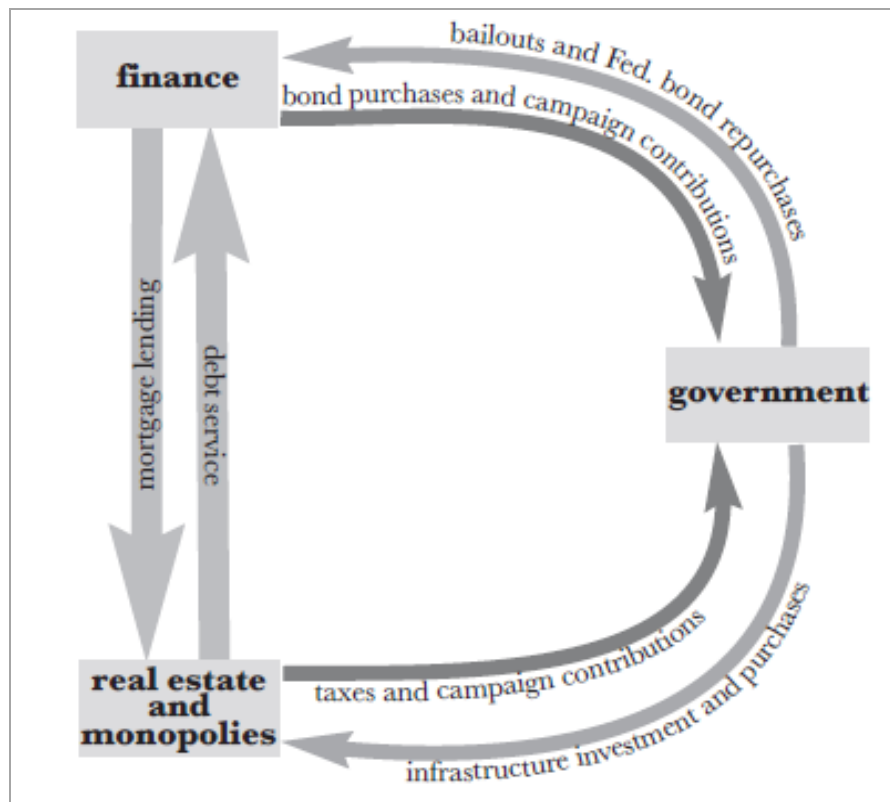 bailouts and Fed. bond repurchases
finance
bond purchases and campaign contributions
mortgage lending
debt service
government
real estate
and
monopolies
taxes and campaign contributions
infrastructure investment and purchases